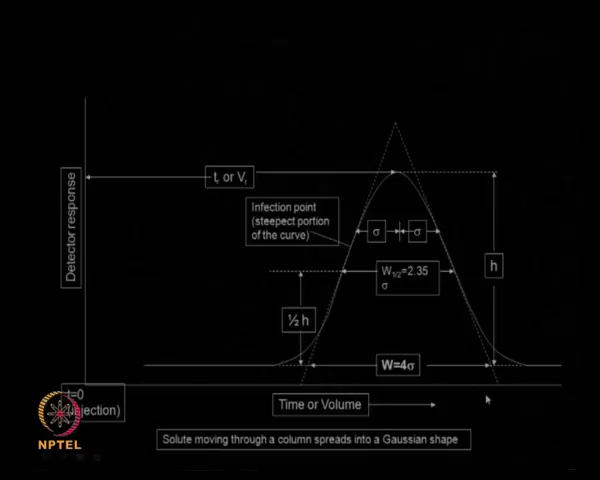 t, or Vr
Detector response
Infection point
(steepect portion
of the curve)
σ
σ
W1/2=2.35
σ
h
½ h
W=4σ
t=0
(Injection)
Time or Volume
NPTEL
Solute moving through a column spreads into a Gaussian shape